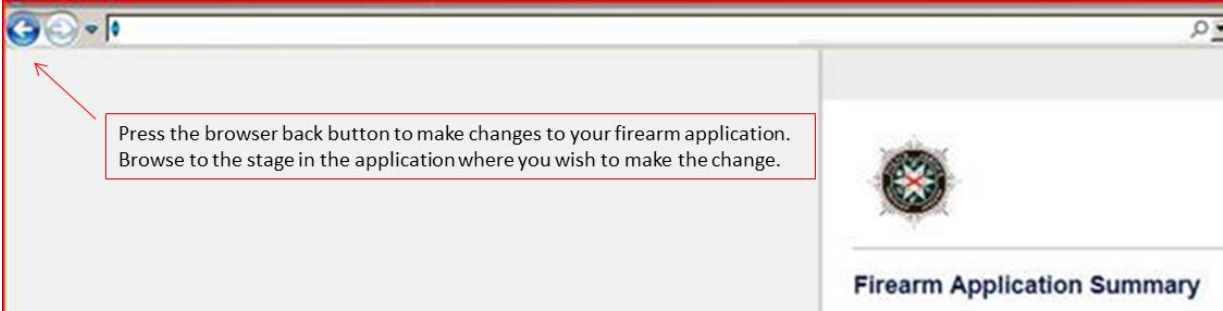 Press the browser back button to make changes to your firearm application.
Browse to the stage in the application where you wish to make the change.
Firearm Application Summary